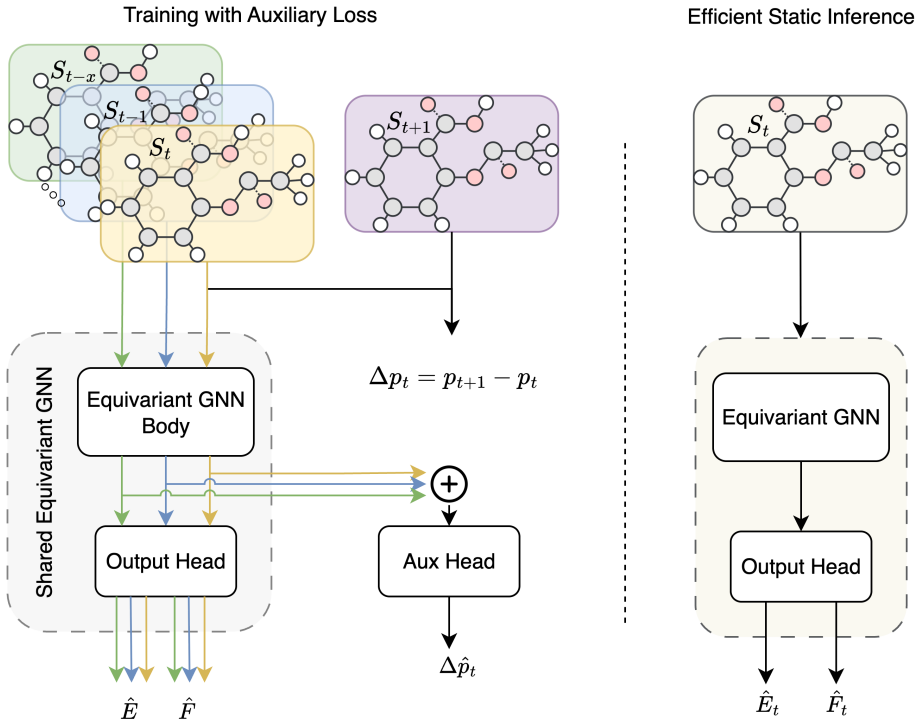 Training with Auxiliary Loss
Efficient Static Inference
S_{t−x}
S_{t−1}
S_t
S_{t+1}
S_t
Δp_t = p_{t+1} − p_t
Shared Equivariant GNN
Equivariant GNN
Body
Output Head
+
Aux Head
Δp̂_t
Ê
F̂
Equivariant GNN
Output Head
Ê_t
F̂_t